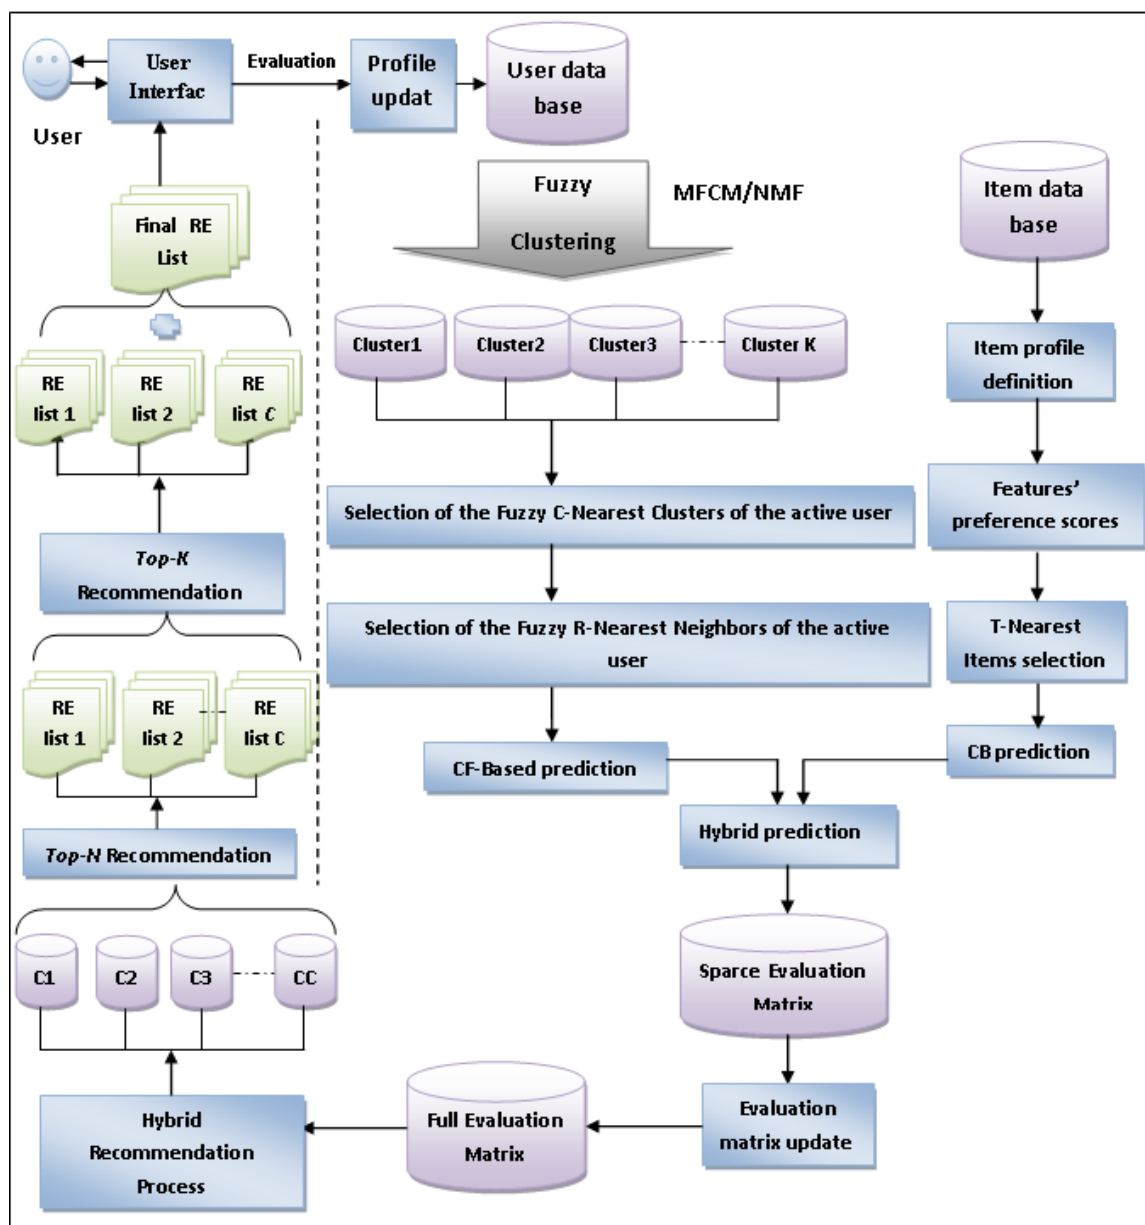 User
Interfac
Evaluation
Profile
updat
User data
base
User
Fuzzy
Clustering
MFCM/NMF
Item data
base
Final RE
List
Cluster1
Cluster2
Cluster3
Cluster K
Item profile
definition
RE
list 1
RE
list 2
RE
list C
Selection of the Fuzzy C-Nearest Clusters of the active user
Features'
preference scores
Top-K
Recommendation
Selection of the Fuzzy R-Nearest Neighbors of the active
user
T-Nearest
Items selection
RE
list 1
RE
list 2
RE
list C
CF-Based prediction
CB prediction
Hybrid prediction
Top-N Recommendation
C1
C2
C3
CC
Sparce Evaluation
Matrix
Hybrid
Recommendation
Process
Full Evaluation
Matrix
Evaluation
matrix update